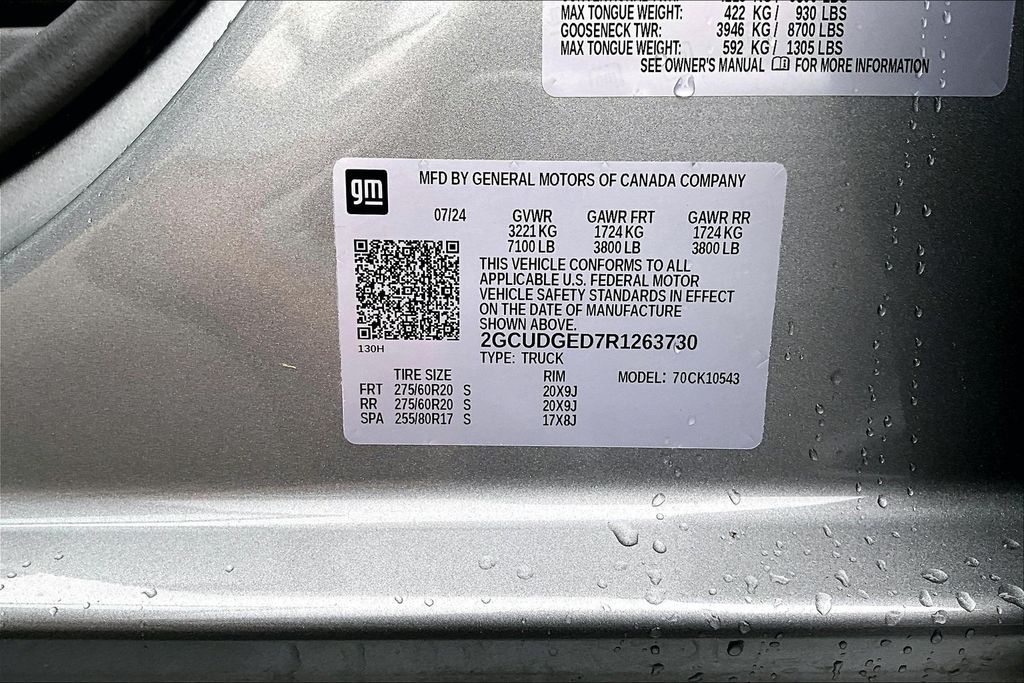 MAX TONGUE WEIGHT: 422 KG / 930 LBS
GOOSENECK TWR: 3946 KG / 8700 LBS
MAX TONGUE WEIGHT: 592 KG / 1305 LBS
SEE OWNER'S MANUAL FOR MORE INFORMATION
gm
MFD BY GENERAL MOTORS OF CANADA COMPANY
07/24 GVWR GAWR FRT GAWR RR
3221 KG 1724 KG 1724 KG
7100 LB 3800 LB 3800 LB
THIS VEHICLE CONFORMS TO ALL
APPLICABLE U.S. FEDERAL MOTOR
VEHICLE SAFETY STANDARDS IN EFFECT
ON THE DATE OF MANUFACTURE
SHOWN ABOVE.
2GCUDGED7R1263730
130H
TYPE: TRUCK
TIRE SIZE RIM MODEL: 70CK10543
FRT 275/60R20 S 20X9J
RR 275/60R20 S 20X9J
SPA 255/80R17 S 17X8J